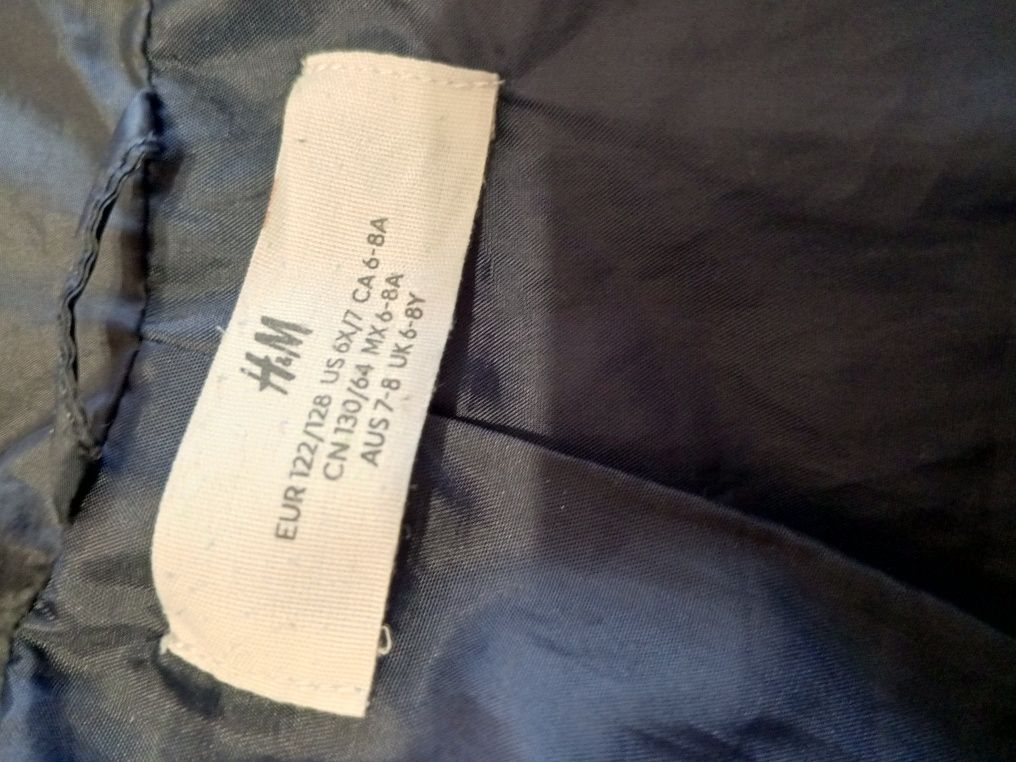 H&M
EUR 122/128 US 6X/7 CA 6-8A
CN 130/64 MX 6-8A
AUS 7-8 UK 6-8Y